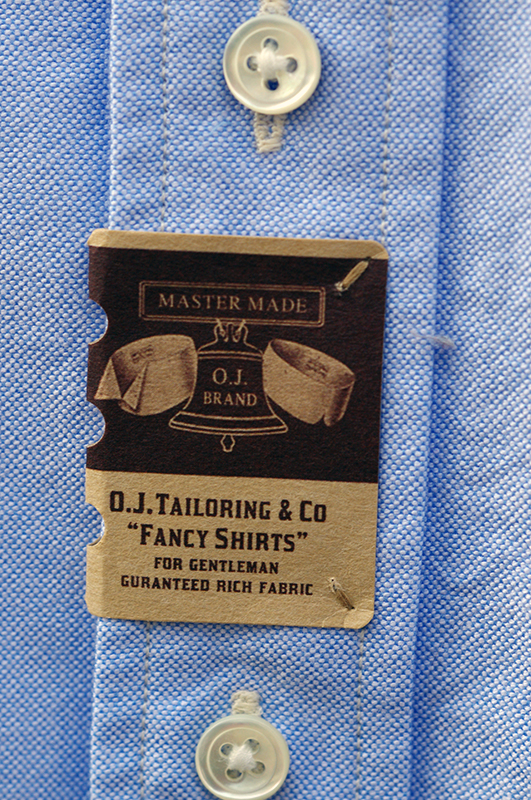 MASTER MADE
O.J.
BRAND
O.J. TAILORING & CO
"FANCY SHIRTS"
FOR GENTLEMAN
GURANTEED RICH FABRIC